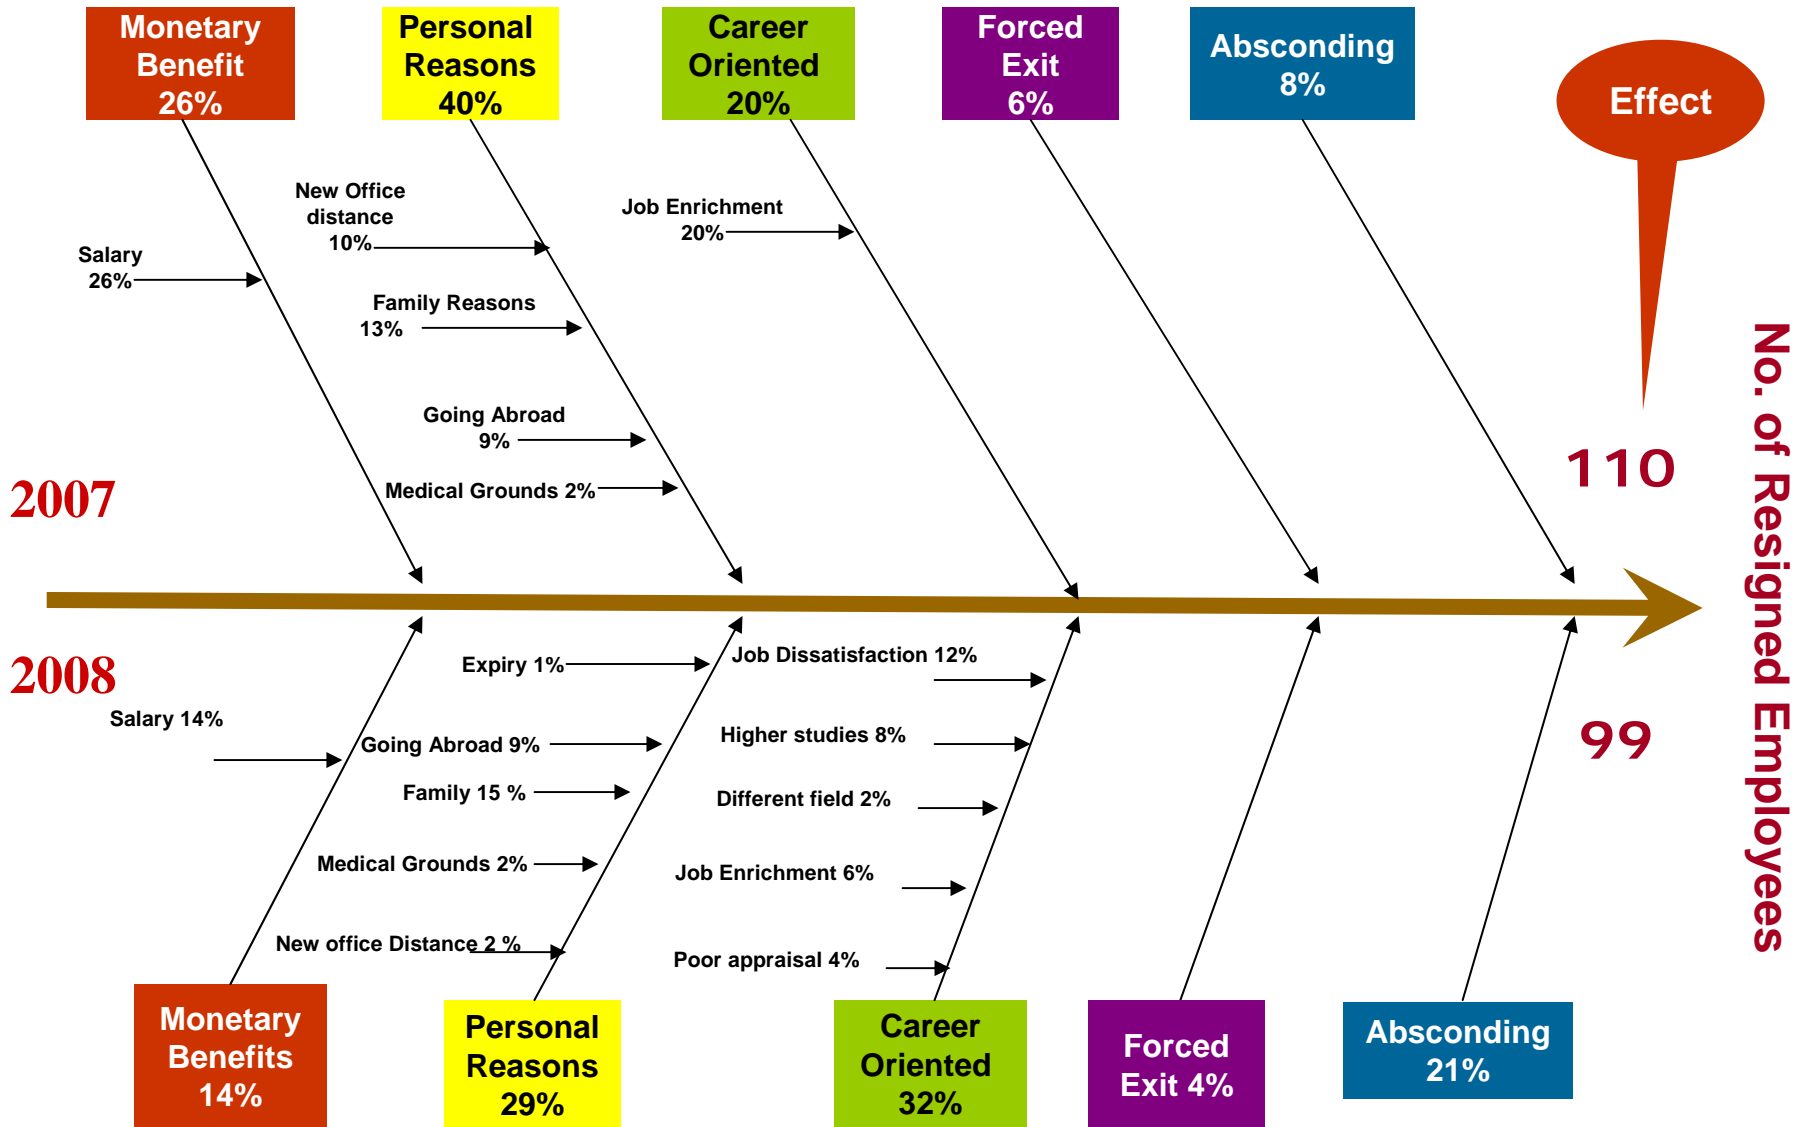 Monetary
Benefit
26%
Personal
Reasons
40%
Career
Oriented
20%
Forced
Exit
6%
Absconding
8%
Effect
New Office
distance
10%
Job Enrichment
20%
Salary
26%
Family Reasons
13%
Going Abroad
9%
Medical Grounds 2%
2007
110
No. of Resigned Employees
2008
99
Expiry 1%
Job Dissatisfaction 12%
Salary 14%
Going Abroad 9%
Higher studies 8%
Family 15 %
Different field 2%
Medical Grounds 2%
Job Enrichment 6%
New office Distance 2 %
Poor appraisal 4%
Monetary
Benefits
14%
Personal
Reasons
29%
Career
Oriented
32%
Forced
Exit 4%
Absconding
21%